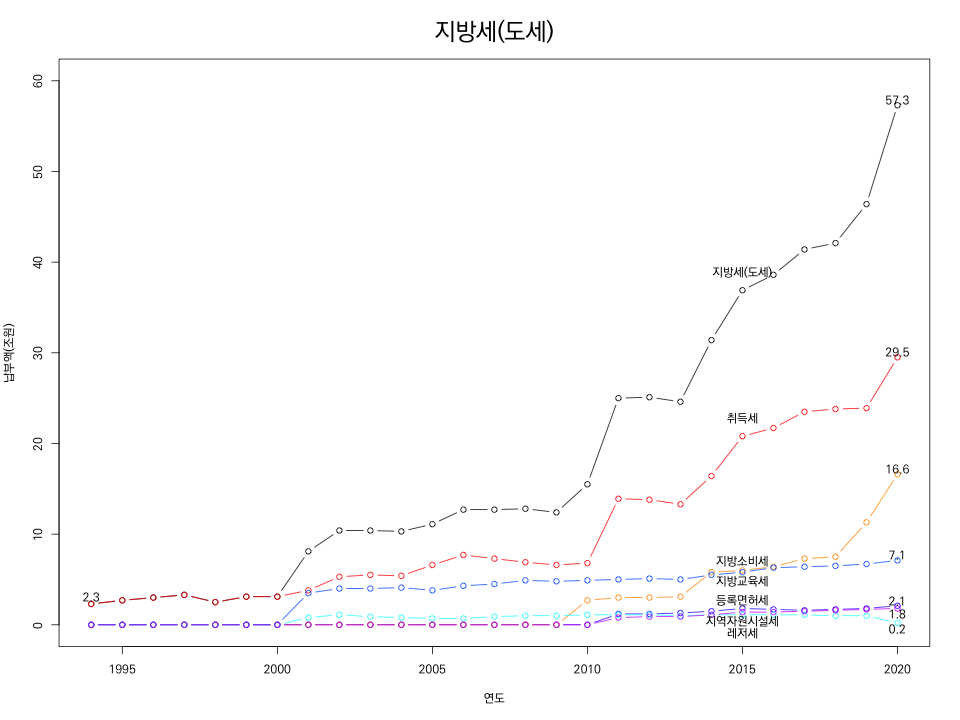 지방세(도세)
60
50
40
30
20
10
0
납부액(조원)
57.3
지방세(도세)
29.5
취득세
16.6
7.1
지방소비세
지방교육세
2.3
등록면허세
2.1
1.8
지역자원시설세
0.2
레저세
1995
2000
2005
2010
2015
2020
연도